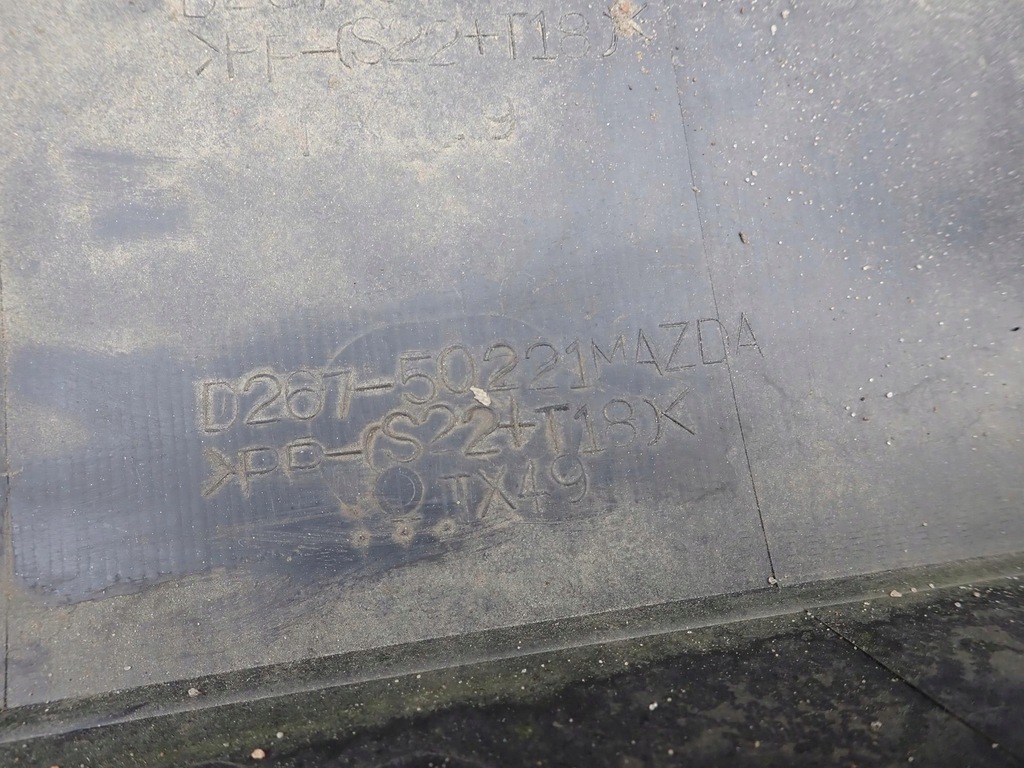 >PP-(S22+T18)<
D267-50221MAZDA
>PP-(S22+T18)<
TX49